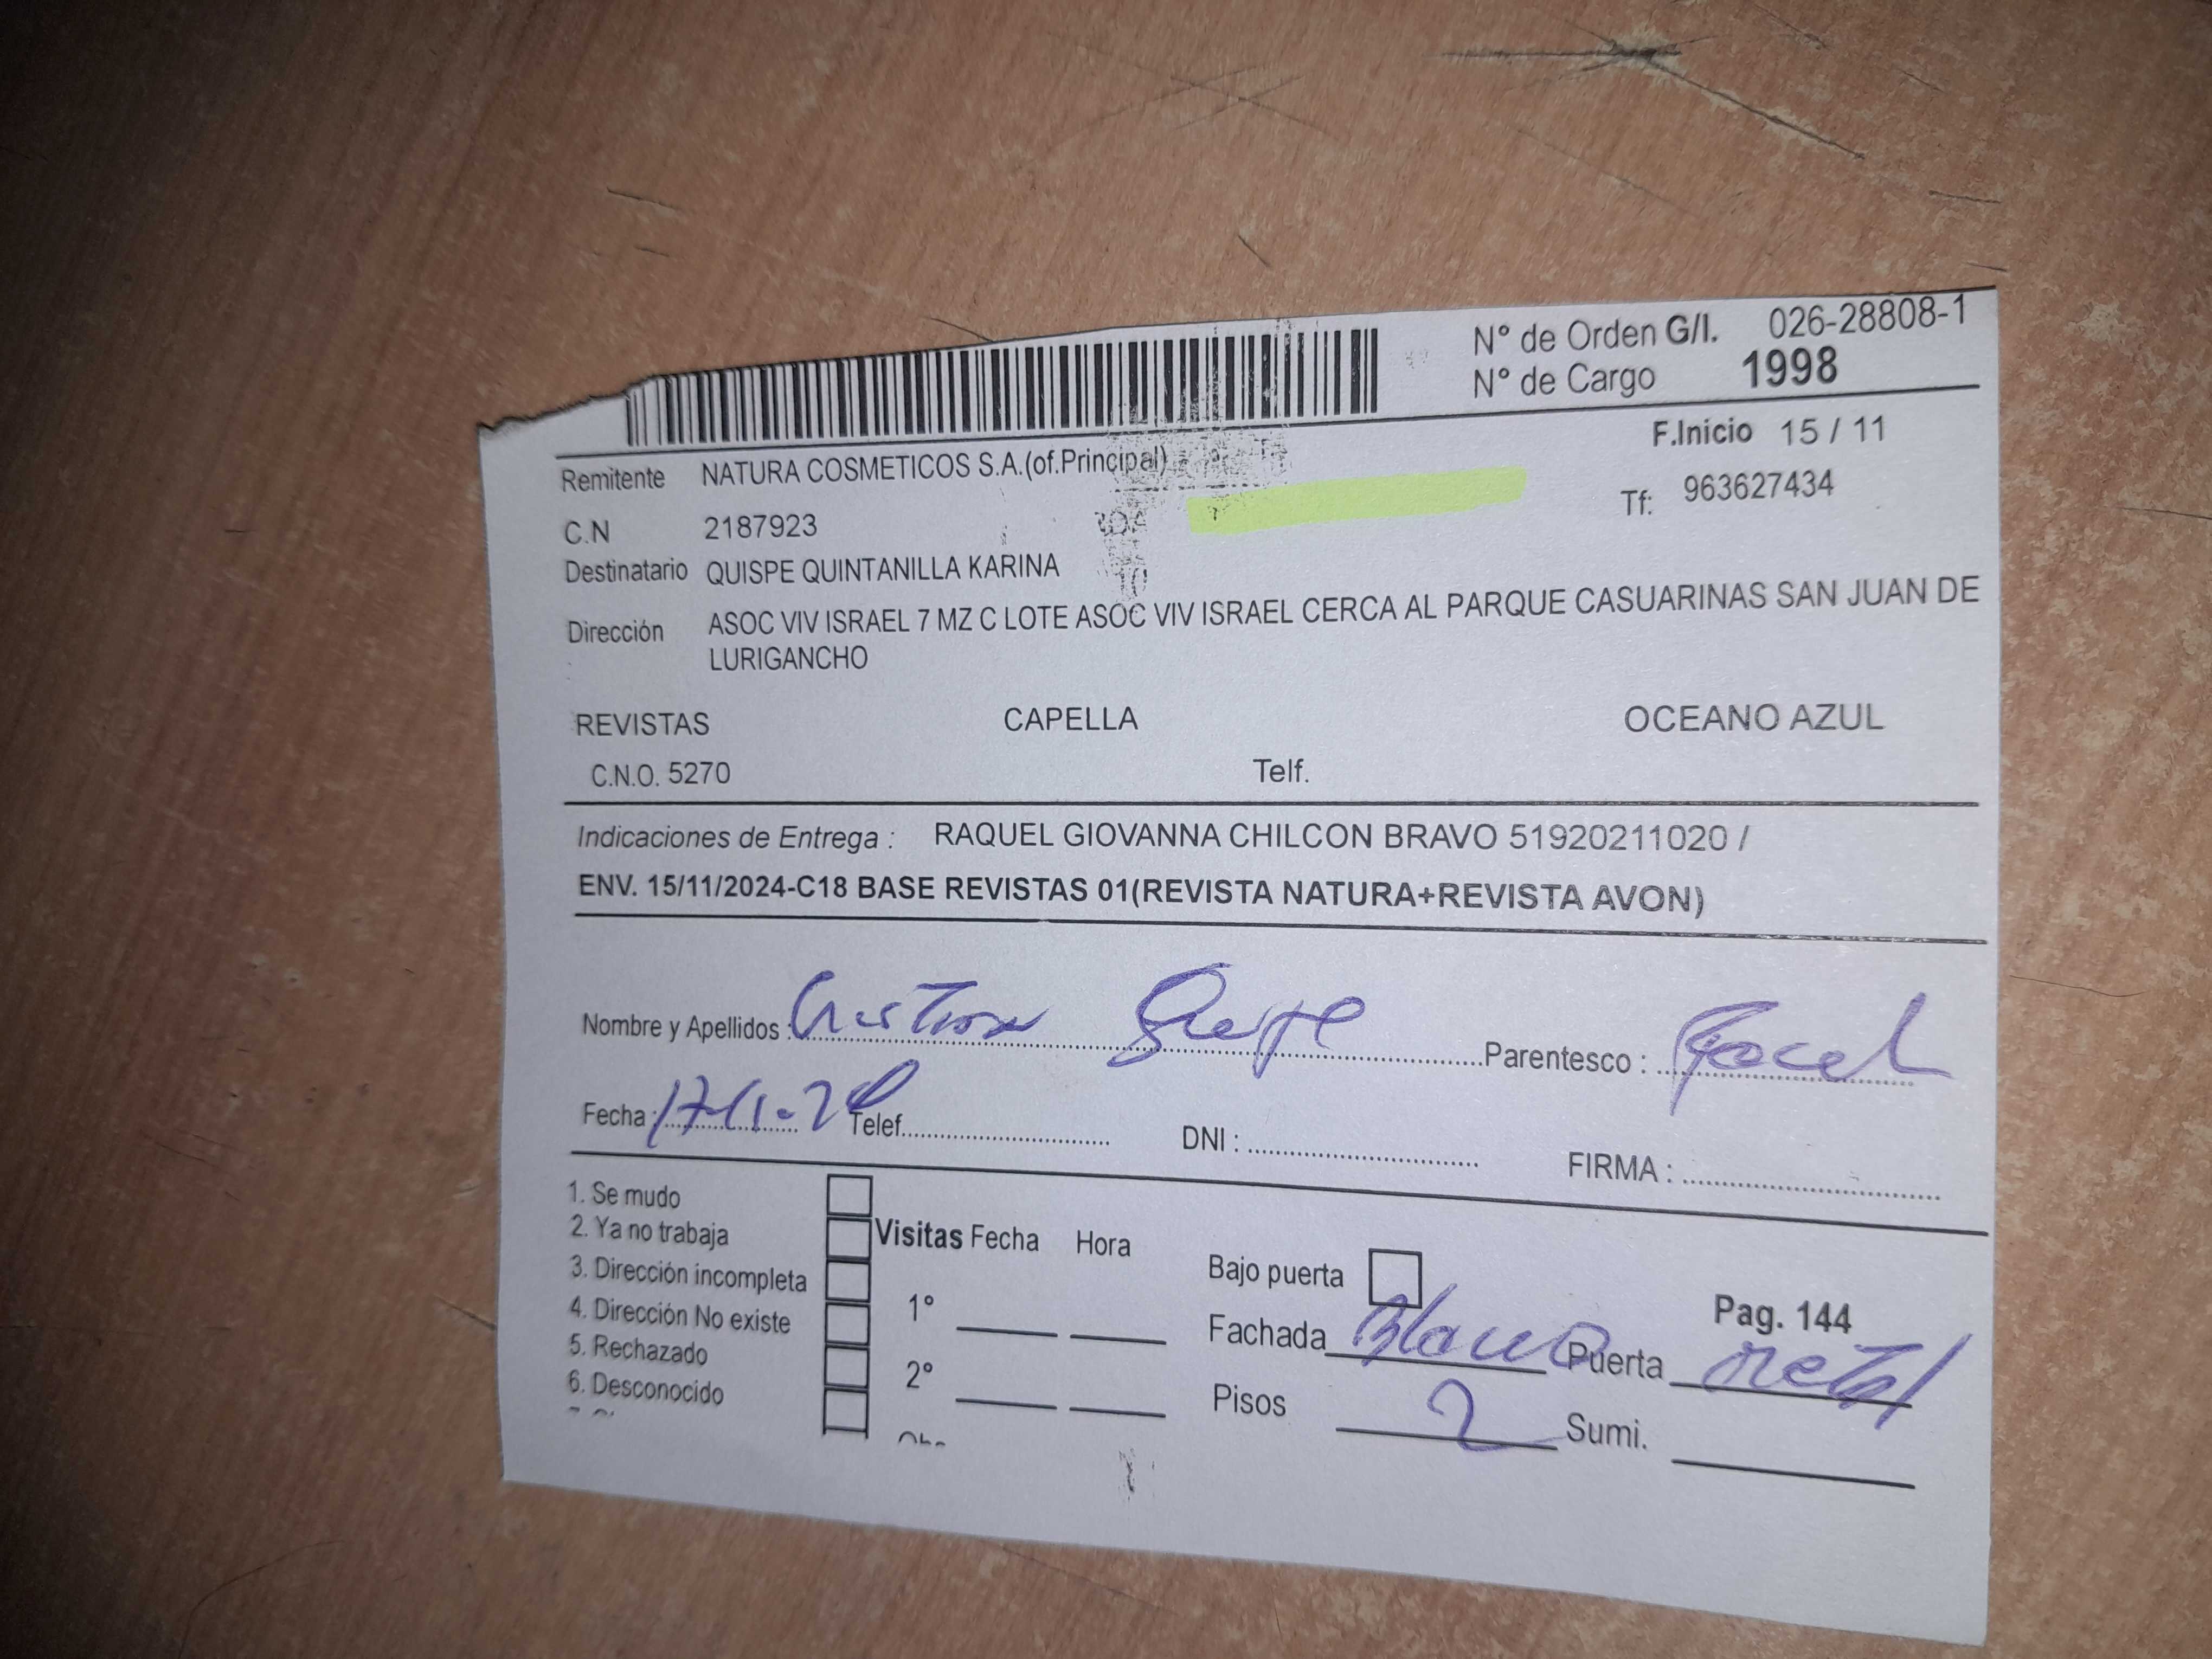 N° de Orden G/I. 026-28808-1
N° de Cargo 1998
F.Inicio 15 / 11
Remitente NATURA COSMETICOS S.A.(of.Principal)
Tf: 963627434
C.N 2187923
Destinatario QUISPE QUINTANILLA KARINA
Dirección ASOC VIV ISRAEL 7 MZ C LOTE ASOC VIV ISRAEL CERCA AL PARQUE CASUARINAS SAN JUAN DE
LURIGANCHO
REVISTAS CAPELLA OCEANO AZUL
C.N.O. 5270 Telf.
Indicaciones de Entrega : RAQUEL GIOVANNA CHILCON BRAVO 51920211020 /
ENV. 15/11/2024-C18 BASE REVISTAS 01(REVISTA NATURA+REVISTA AVON)
Nombre y Apellidos : Quispe Parentesco :
Fecha : Telef. DNI : FIRMA :
1. Se mudo
2. Ya no trabaja
3. Dirección incompleta
4. Dirección No existe
5. Rechazado
6. Desconocido
Visitas Fecha Hora
1°
2°
Bajo puerta
Pag. 144
Fachada Blanco Puerta metal
Pisos 2 Sumi.